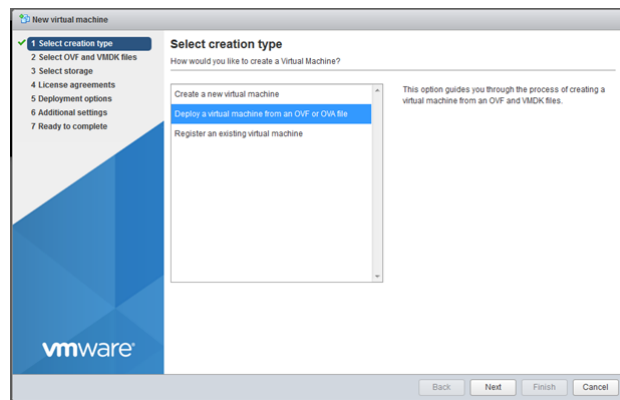 New virtual machine
1 Select creation type
2 Select OVF and VMDK files
3 Select storage
4 License agreements
5 Deployment options
6 Additional settings
7 Ready to complete
vmware®
Select creation type
How would you like to create a Virtual Machine?
Create a new virtual machine
Deploy a virtual machine from an OVF or OVA file
Register an existing virtual machine
This option guides you through the process of creating a
virtual machine from an OVF and VMDK files.
Back Next Finish Cancel